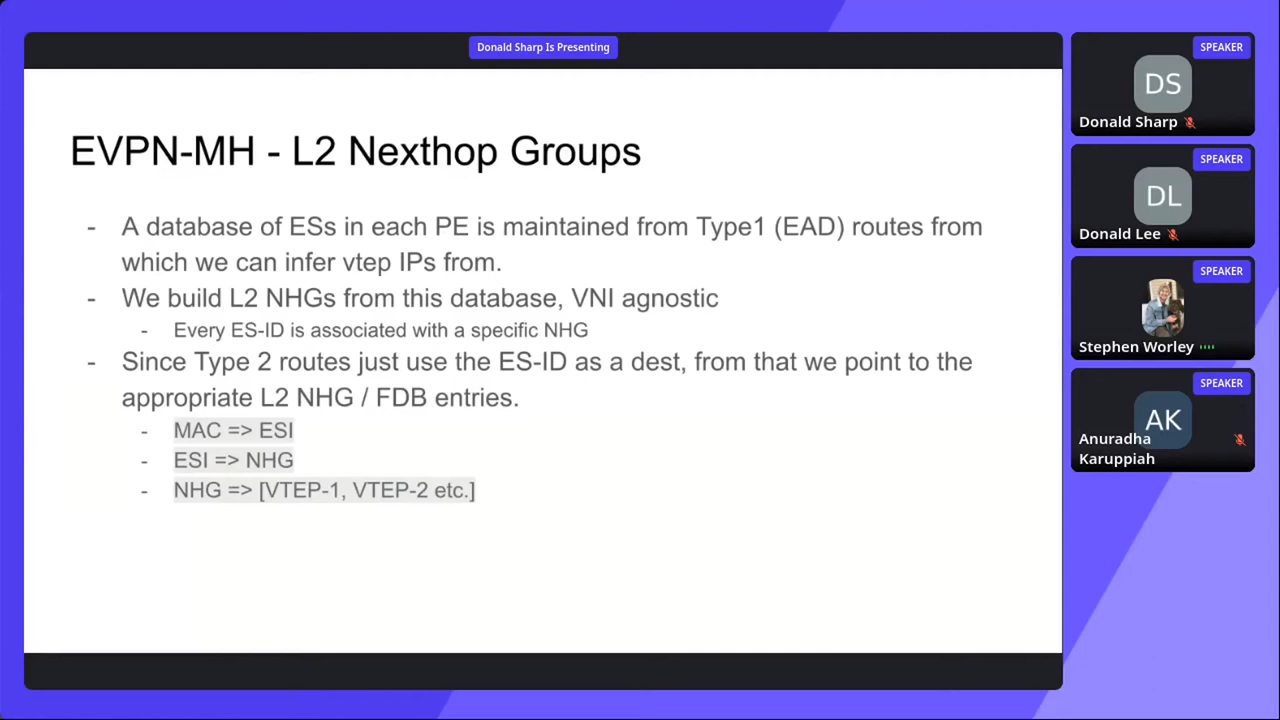 Donald Sharp Is Presenting
EVPN-MH - L2 Nexthop Groups
- A database of ESs in each PE is maintained from Type1 (EAD) routes from
which we can infer vtep IPs from.
- We build L2 NHGs from this database, VNI agnostic
- Every ES-ID is associated with a specific NHG
- Since Type 2 routes just use the ES-ID as a dest, from that we point to the
appropriate L2 NHG / FDB entries.
- MAC => ESI
- ESI => NHG
- NHG => [VTEP-1, VTEP-2 etc.]
SPEAKER
DS
Donald Sharp
SPEAKER
DL
Donald Lee
SPEAKER
Stephen Worley
SPEAKER
AK
Anuradha
Karuppiah